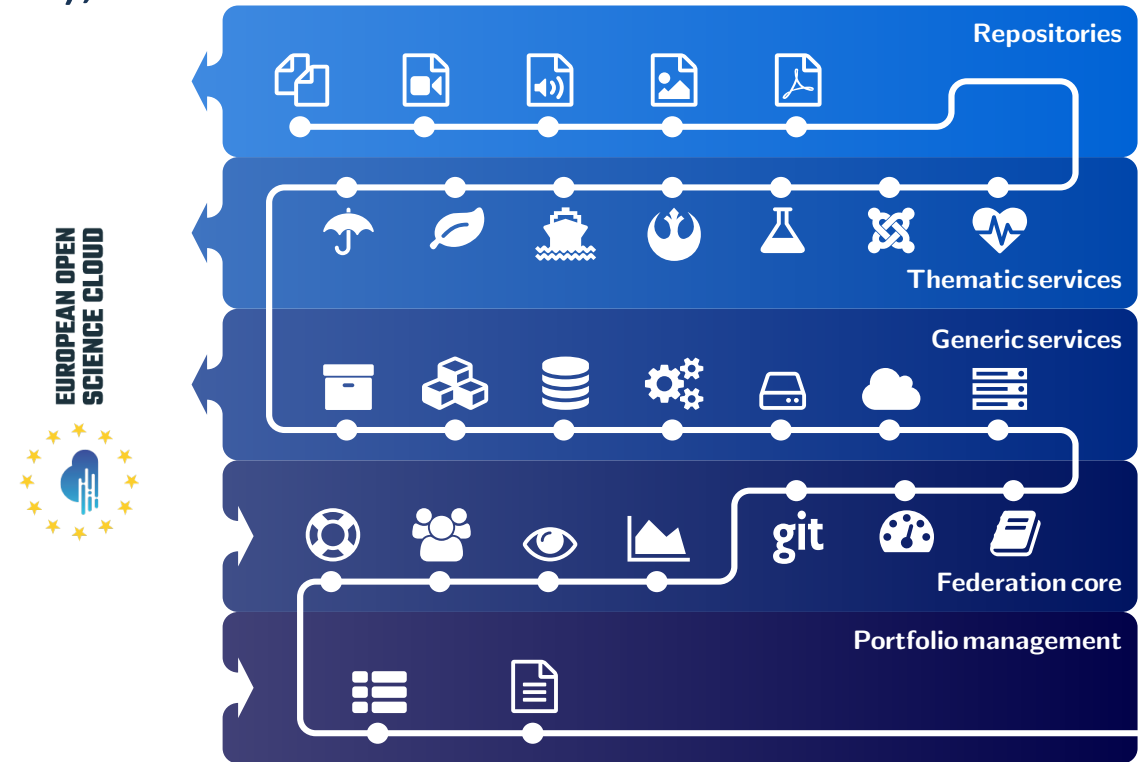 Repositories
Thematic services
EUROPEAN OPEN
SCIENCE CLOUD
Generic services
git
Federation core
Portfolio management